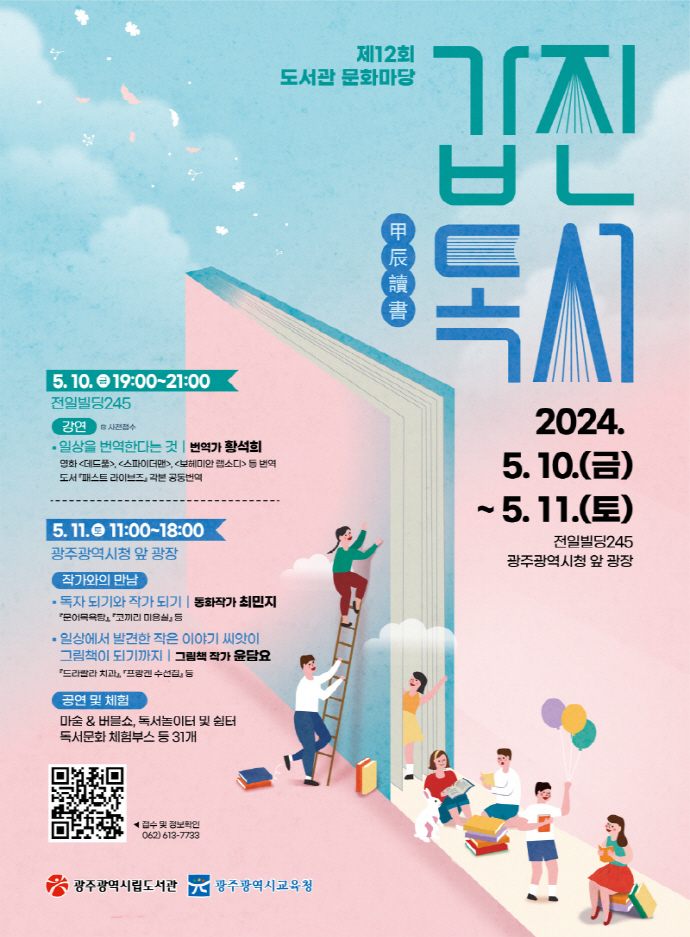 제12회
도서관 문화마당
갑진
甲辰讀書
독서
2024.
5. 10.(금)
~ 5. 11.(토)
전일빌딩245
광주광역시청 앞 광장
5. 10. 금 19:00~21:00
전일빌딩245
강연 ※ 사전접수
• 일상을 번역한다는 것 | 번역가 황석희
영화 <데드풀>, <스파이더맨>, <보헤미안 랩소디> 등 번역
도서 『패스트 라이브즈』 각본 공동번역
5. 11. 토 11:00~18:00
광주광역시청 앞 광장
작가와의 만남
• 독자 되기와 작가 되기 | 동화작가 최민지
『문어목욕탕』, 『코끼리 미용실』 등
• 일상에서 발견한 작은 이야기 씨앗이
그림책이 되기까지 | 그림책 작가 윤담요
『드라랄라 치과』, 『프랑켄 수선집』 등
공연 및 체험
마술 & 버블쇼, 독서놀이터 및 쉼터
독서문화 체험부스 등 31개
◀ 접수 및 정보확인
062) 613-7733
광주광역시립도서관
광주광역시교육청